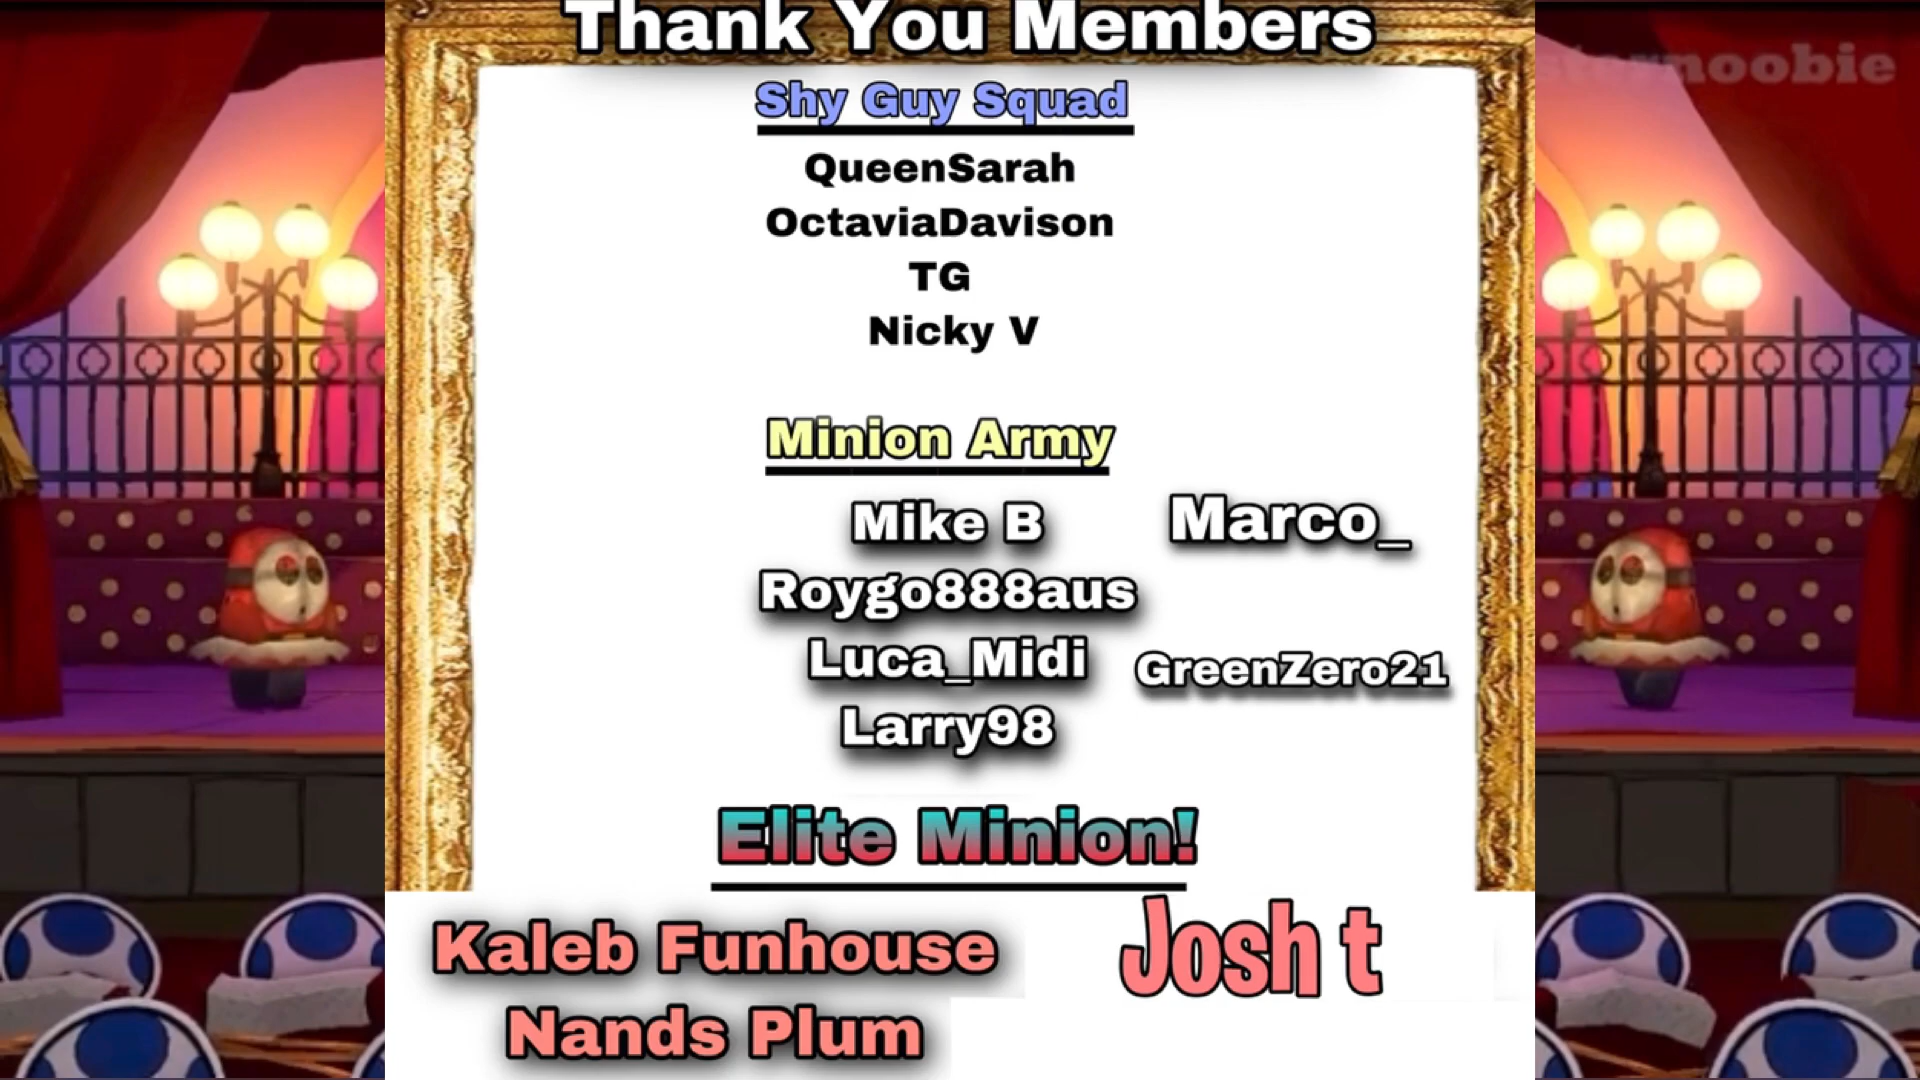 Thank You Members
Shy Guy Squad
QueenSarah
OctaviaDavison
TG
Nicky V
Minion Army
Mike B
Marco_
Roygo888aus
Luca_Midi
GreenZero21
Larry98
Elite Minion!
Kaleb Funhouse
Josh t
Nands Plum